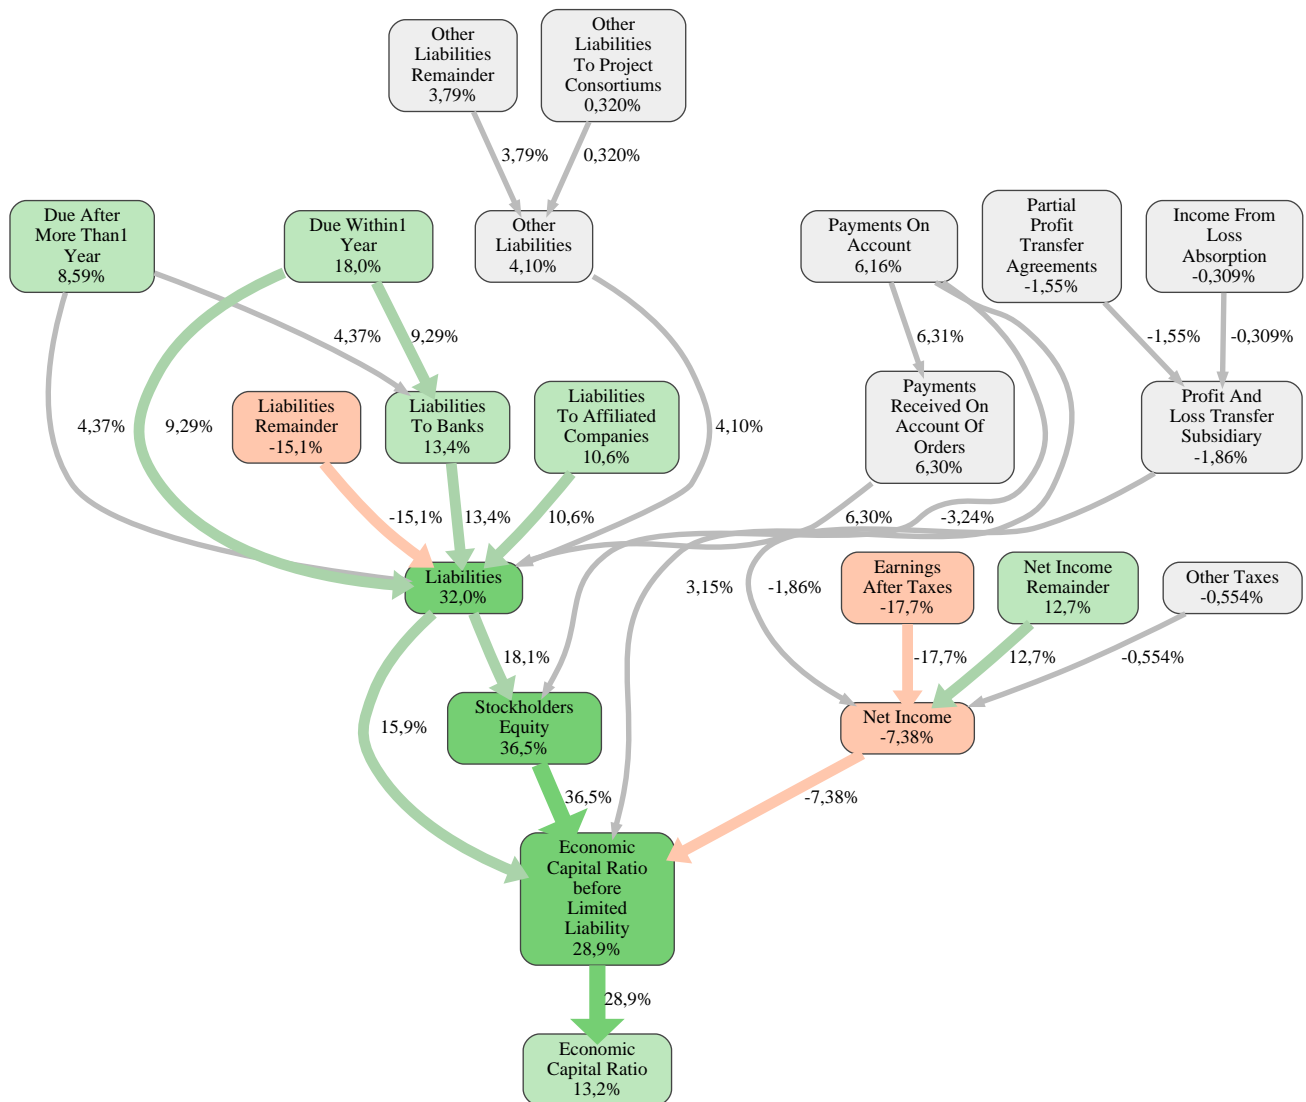 Other
Liabilities
Remainder
3,79%
Other
Liabilities
To Project
Consortiums
0,320%
3,79%
0,320%
Due After
More Than1
Year
8,59%
Due Within1
Year
18,0%
Other
Liabilities
4,10%
Payments On
Account
6,16%
Partial
Profit
Transfer
Agreements
-1,55%
Income From
Loss
Absorption
-0,309%
4,37%
9,29%
6,31%
-1,55%
-0,309%
4,37%
9,29%
Liabilities
Remainder
-15,1%
Liabilities
To Banks
13,4%
Liabilities
To Affiliated
Companies
10,6%
4,10%
Payments
Received On
Account Of
Orders
6,30%
Profit And
Loss Transfer
Subsidiary
-1,86%
-15,1%
13,4%
10,6%
6,30%
-3,24%
Liabilities
32,0%
3,15%
-1,86%
Earnings
After Taxes
-17,7%
Net Income
Remainder
12,7%
Other Taxes
-0,554%
18,1%
-17,7%
12,7%
-0,554%
15,9%
Stockholders
Equity
36,5%
Net Income
-7,38%
36,5%
-7,38%
Economic
Capital Ratio
before
Limited
Liability
28,9%
28,9%
Economic
Capital Ratio
13,2%